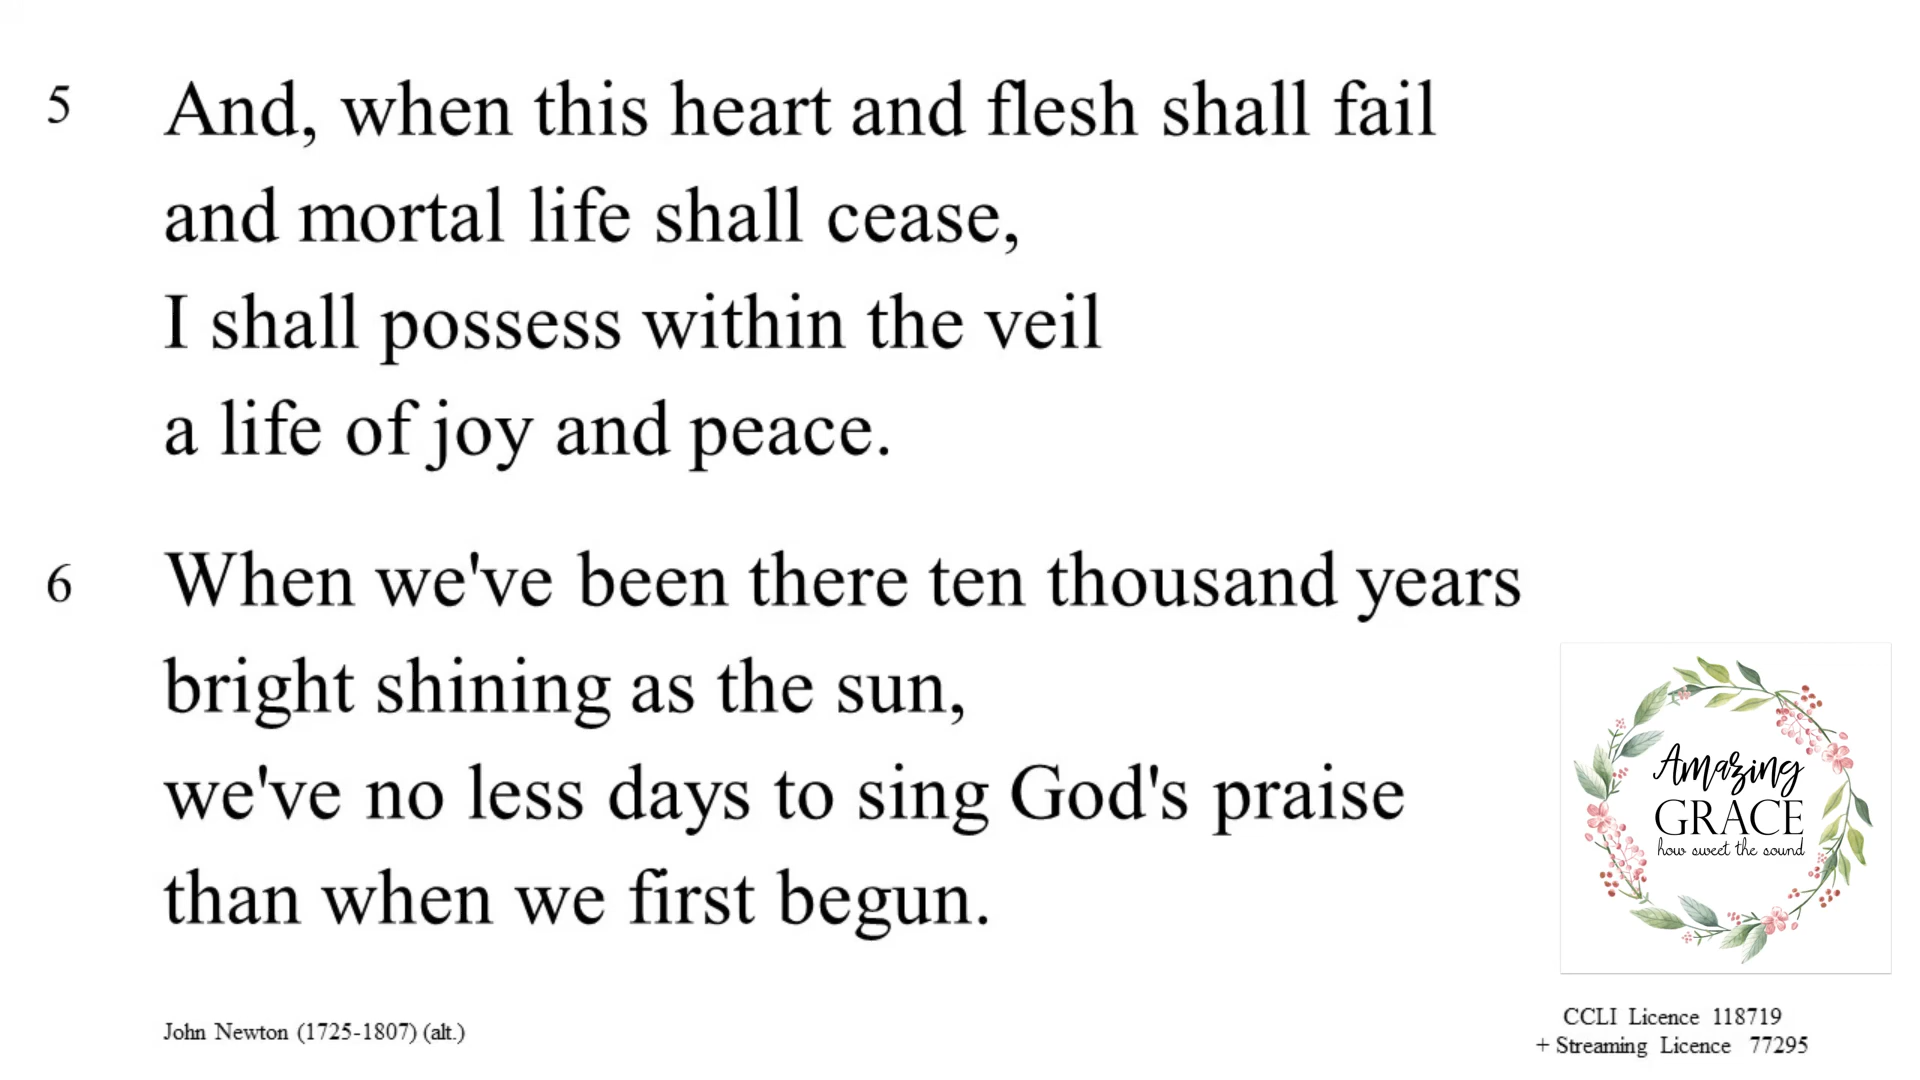 5 And, when this heart and flesh shall fail
and mortal life shall cease,
I shall possess within the veil
a life of joy and peace.
6 When we've been there ten thousand years
bright shining as the sun,
we've no less days to sing God's praise
than when we first begun.
Amazing
GRACE
how sweet the sound
John Newton (1725-1807) (alt.)
CCLI Licence 118719
+ Streaming Licence 77295